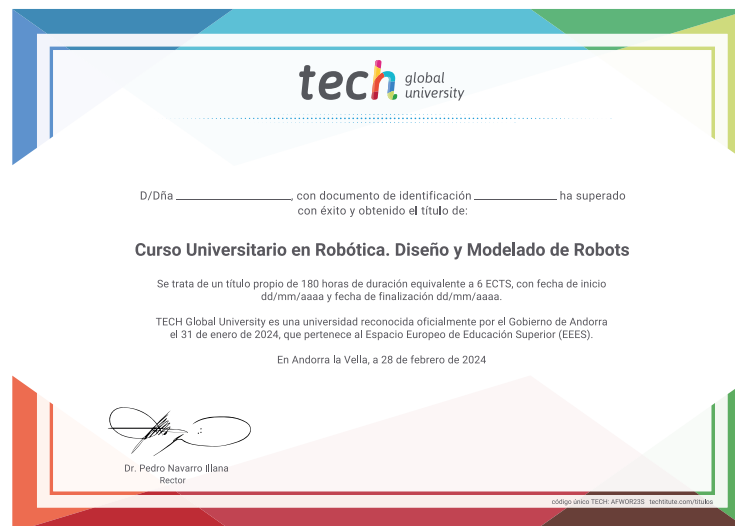 tech global university
D/Dña ____________________, con documento de identificación ______________ ha superado
con éxito y obtenido el título de:
Curso Universitario en Robótica. Diseño y Modelado de Robots
Se trata de un título propio de 180 horas de duración equivalente a 6 ECTS, con fecha de inicio
dd/mm/aaaa y fecha de finalización dd/mm/aaaa.
TECH Global University es una universidad reconocida oficialmente por el Gobierno de Andorra
el 31 de enero de 2024, que pertenece al Espacio Europeo de Educación Superior (EEES).
En Andorra la Vella, a 28 de febrero de 2024
Dr. Pedro Navarro Illana
Rector
código único TECH: AFWOR23S techtitute.com/titulos